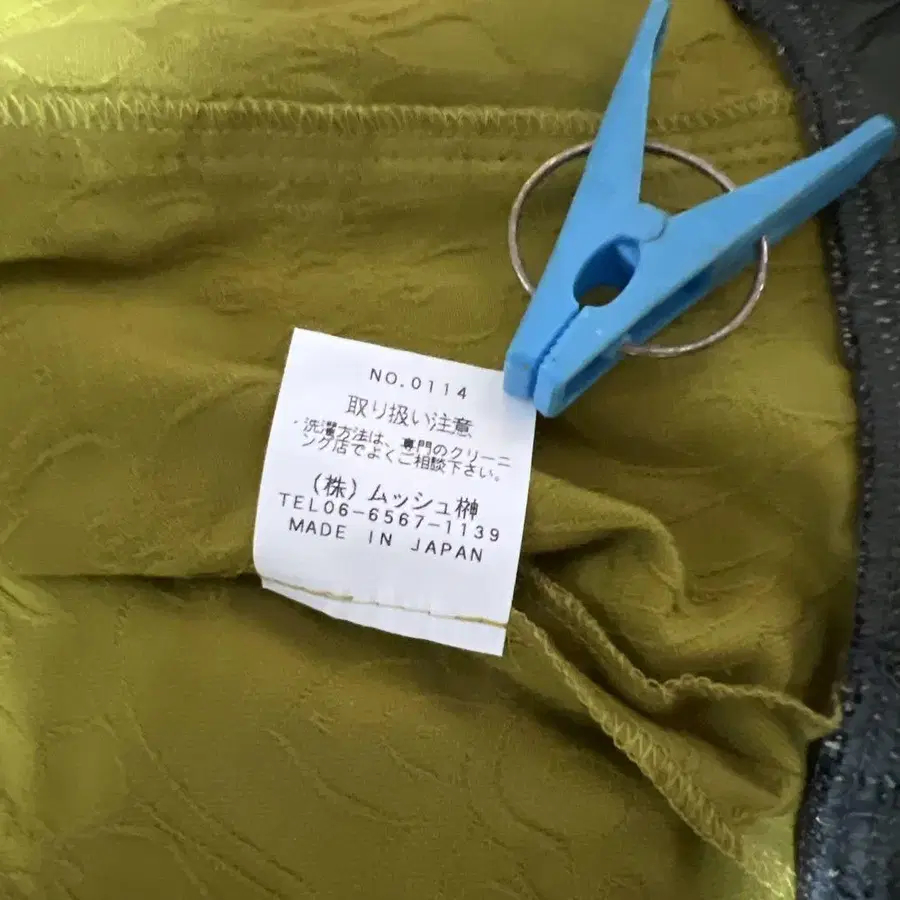 NO.0114
取り扱い注意
洗濯方法は、専門のクリーニ
ング店でよくご相談下さい。
(株)ムッシュ榊
TEL06-6567-1139
MADE IN JAPAN